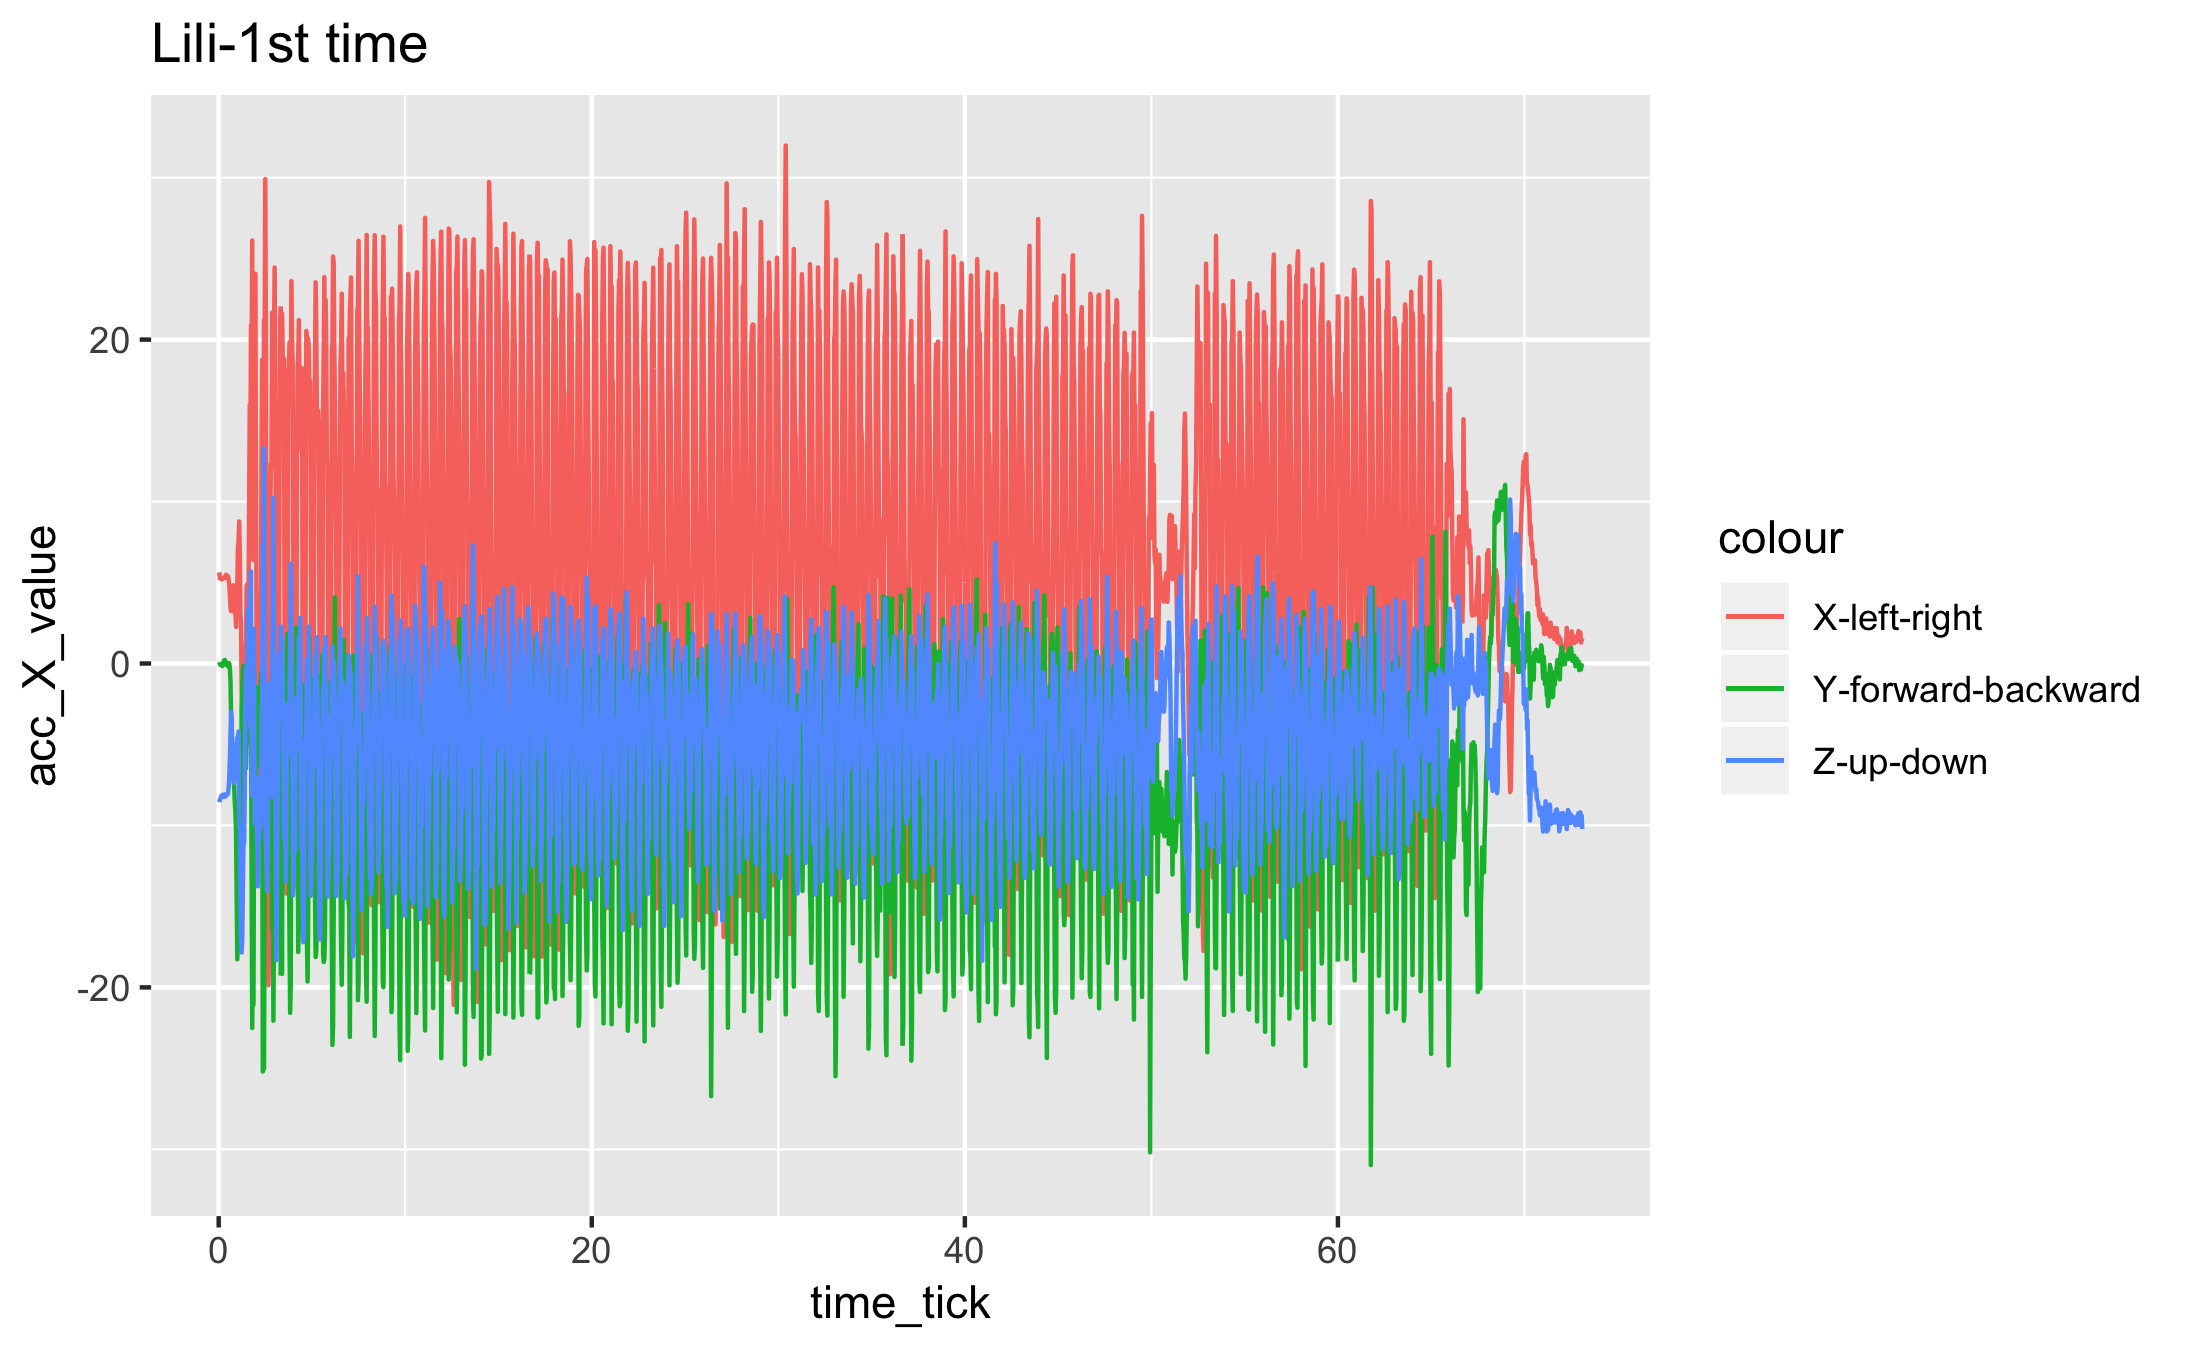 Lili-1st time
acc_X_value
20
0
-20
0
20
40
60
time_tick
colour
X-left-right
Y-forward-backward
Z-up-down